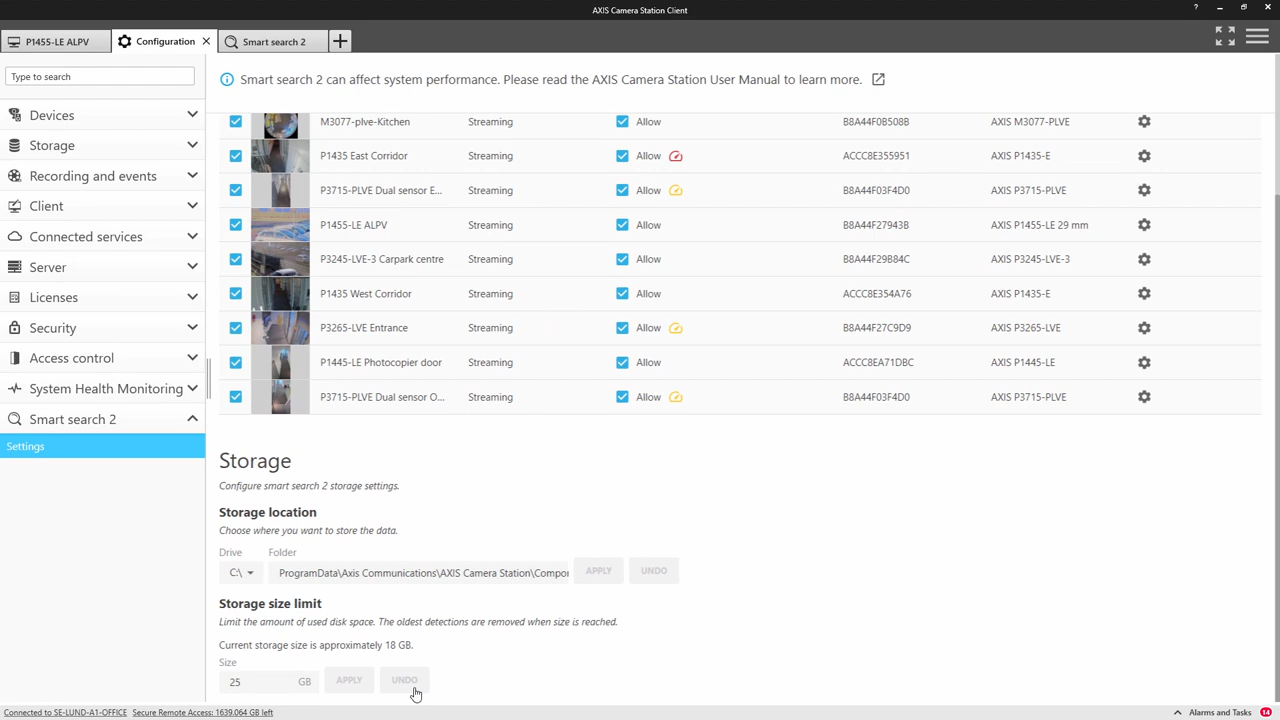 AXIS Camera Station Client
?
P1455-LE ALPV
Configuration
Smart search 2
Type to search
Smart search 2 can affect system performance. Please read the AXIS Camera Station User Manual to learn more.
Devices
Storage
Recording and events
Client
Connected services
Server
Licenses
Security
Access control
System Health Monitoring
Smart search 2
Settings
M3077-plve-Kitchen Streaming Allow B8A44F0B508B AXIS M3077-PLVE
P1435 East Corridor Streaming Allow ACCC8E355951 AXIS P1435-E
P3715-PLVE Dual sensor E... Streaming Allow B8A44F03F4D0 AXIS P3715-PLVE
P1455-LE ALPV Streaming Allow B8A44F27943B AXIS P1455-LE 29 mm
P3245-LVE-3 Carpark centre Streaming Allow B8A44F29B84C AXIS P3245-LVE-3
P1435 West Corridor Streaming Allow ACCC8E354A76 AXIS P1435-E
P3265-LVE Entrance Streaming Allow B8A44F27C9D9 AXIS P3265-LVE
P1445-LE Photocopier door Streaming Allow ACCC8EA71DBC AXIS P1445-LE
P3715-PLVE Dual sensor O... Streaming Allow B8A44F03F4D0 AXIS P3715-PLVE
Storage
Configure smart search 2 storage settings.
Storage location
Choose where you want to store the data.
Drive Folder
C:\ ProgramData\Axis Communications\AXIS Camera Station\Compor APPLY UNDO
Storage size limit
Limit the amount of used disk space. The oldest detections are removed when size is reached.
Current storage size is approximately 18 GB.
Size
25 GB APPLY UNDO
Connected to SE-LUND-A1-OFFICE Secure Remote Access: 1639.064 GB left Alarms and Tasks 14